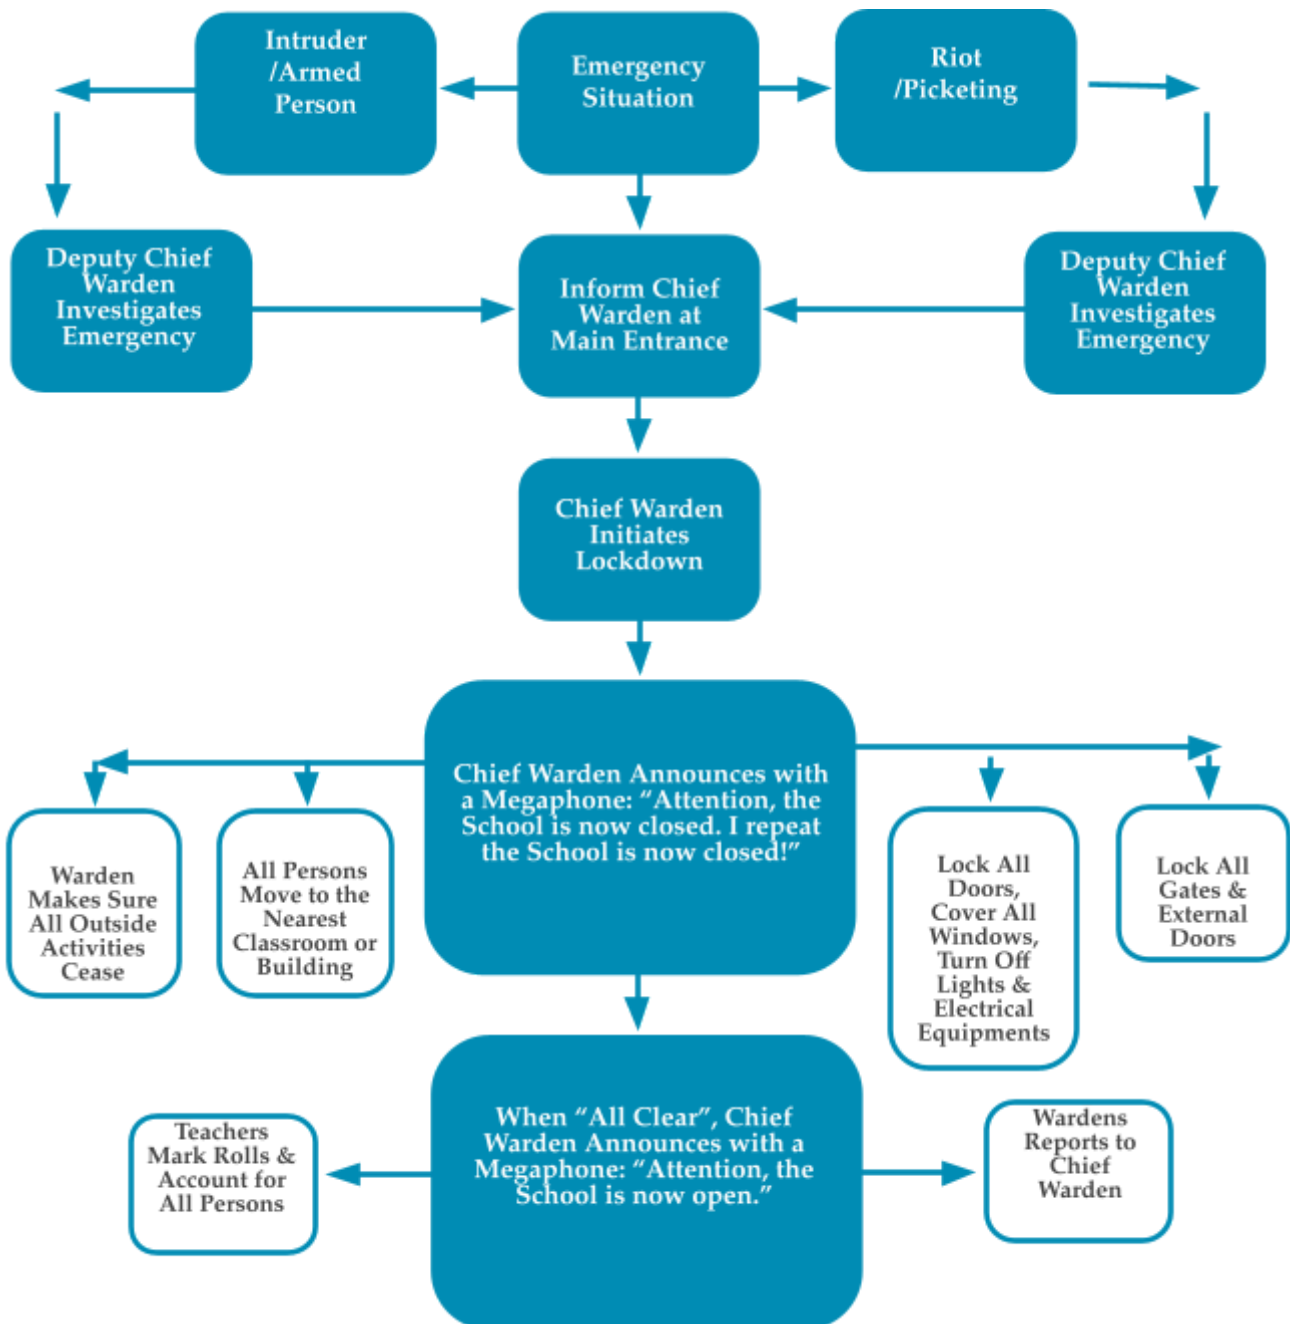 Intruder
/Armed
Person
Emergency
Situation
Riot
/Picketing
Deputy Chief
Warden
Investigates
Emergency
Inform Chief
Warden at
Main Entrance
Deputy Chief
Warden
Investigates
Emergency
Chief Warden
Initiates
Lockdown
Chief Warden Announces with
a Megaphone: “Attention, the
School is now closed. I repeat
the School is now closed!”
Warden
Makes Sure
All Outside
Activities
Cease
All Persons
Move to the
Nearest
Classroom or
Building
Lock All
Doors,
Cover All
Windows,
Turn Off
Lights &
Electrical
Equipments
Lock All
Gates &
External
Doors
When “All Clear”, Chief
Warden Announces with a
Megaphone: “Attention, the
School is now open.”
Teachers
Mark Rolls &
Account for
All Persons
Wardens
Reports to
Chief
Warden